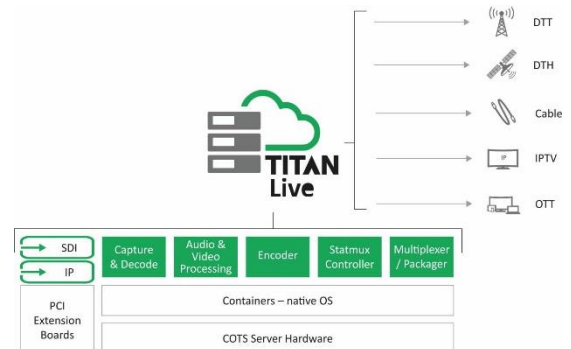 DTT
DTH
Cable
IP
IPTV
OTT
TITAN
Live
SDI
IP
Capture
& Decode
Audio &
Video
Processing
Encoder
Statmux
Controller
Multiplexer
/ Packager
PCI
Extension
Boards
Containers – native OS
COTS Server Hardware